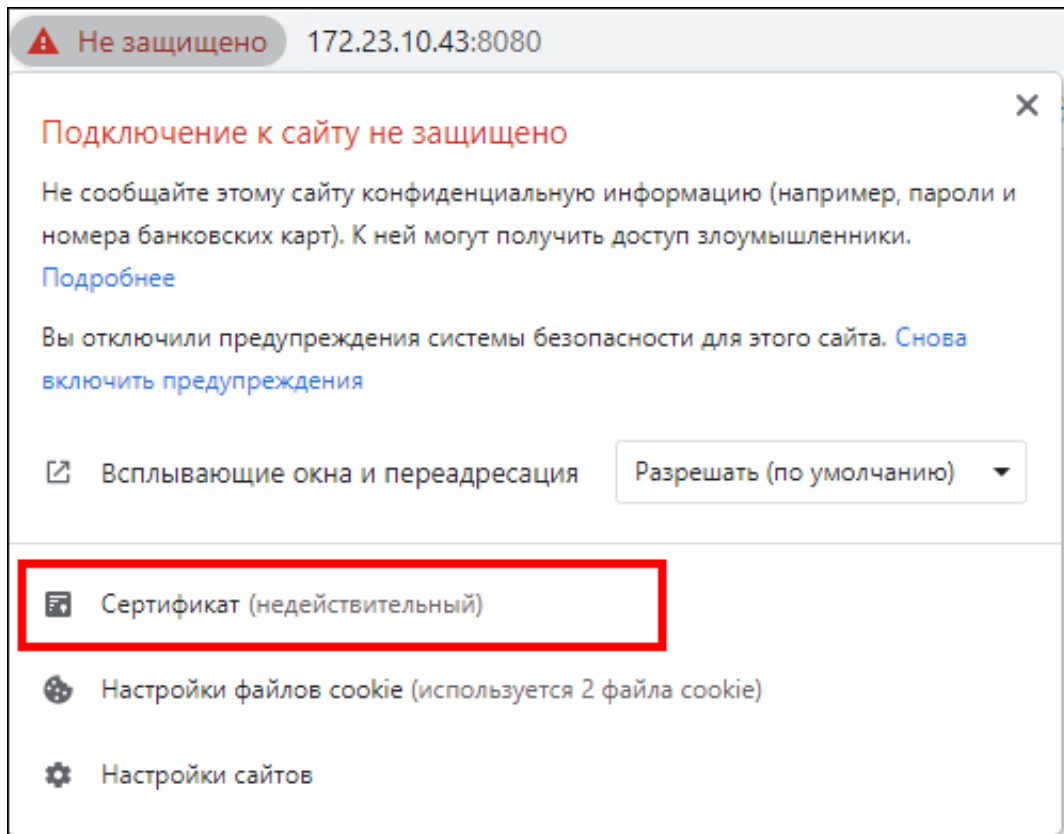 Не защищено 172.23.10.43:8080
Подключение к сайту не защищено
Не сообщайте этому сайту конфиденциальную информацию (например, пароли и
номера банковских карт). К ней могут получить доступ злоумышленники.
Подробнее
Вы отключили предупреждения системы безопасности для этого сайта. Снова
включить предупреждения
Всплывающие окна и переадресация Разрешать (по умолчанию)
Сертификат (недействительный)
Настройки файлов cookie (используется 2 файла cookie)
Настройки сайтов